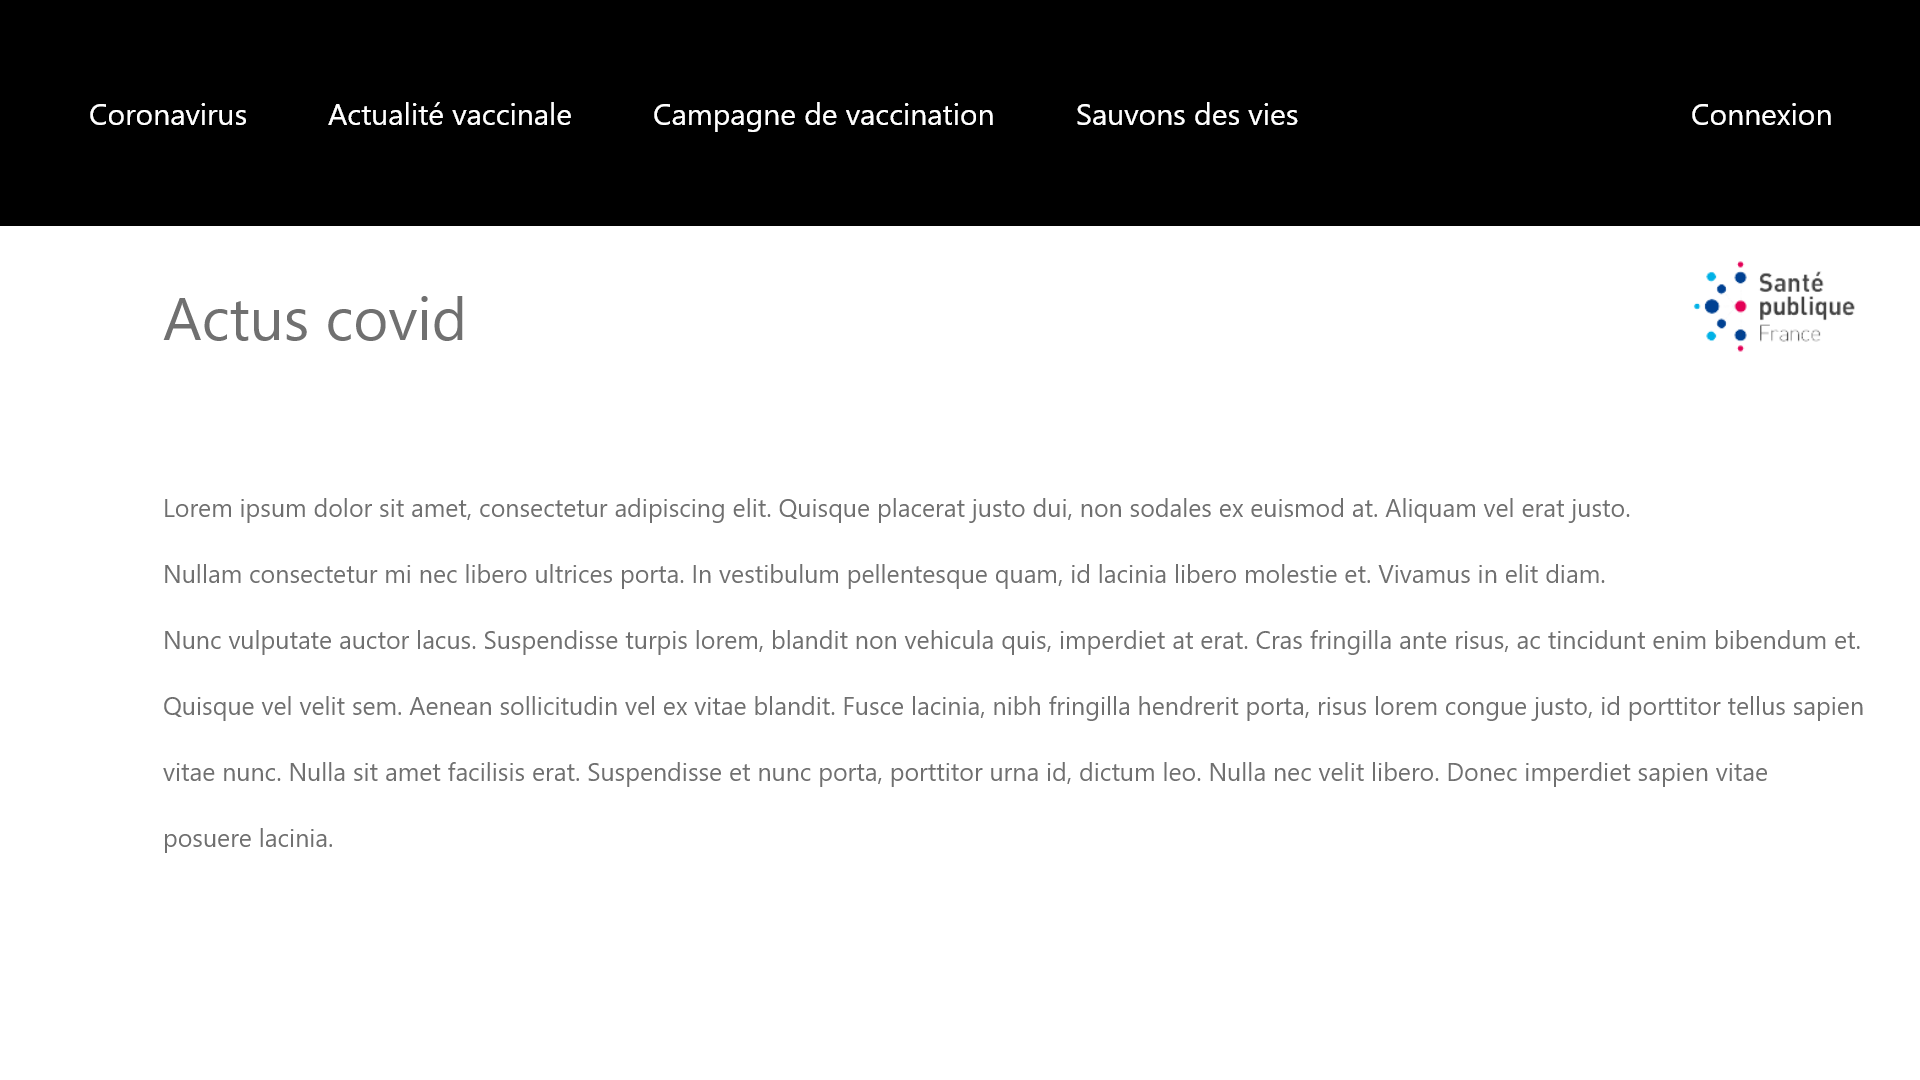 Coronavirus Actualité vaccinale Campagne de vaccination Sauvons des vies Connexion
Actus covid
Santé
publique
France
Lorem ipsum dolor sit amet, consectetur adipiscing elit. Quisque placerat justo dui, non sodales ex euismod at. Aliquam vel erat justo.
Nullam consectetur mi nec libero ultrices porta. In vestibulum pellentesque quam, id lacinia libero molestie et. Vivamus in elit diam.
Nunc vulputate auctor lacus. Suspendisse turpis lorem, blandit non vehicula quis, imperdiet at erat. Cras fringilla ante risus, ac tincidunt enim bibendum et.
Quisque vel velit sem. Aenean sollicitudin vel ex vitae blandit. Fusce lacinia, nibh fringilla hendrerit porta, risus lorem congue justo, id porttitor tellus sapien
vitae nunc. Nulla sit amet facilisis erat. Suspendisse et nunc porta, porttitor urna id, dictum leo. Nulla nec velit libero. Donec imperdiet sapien vitae
posuere lacinia.